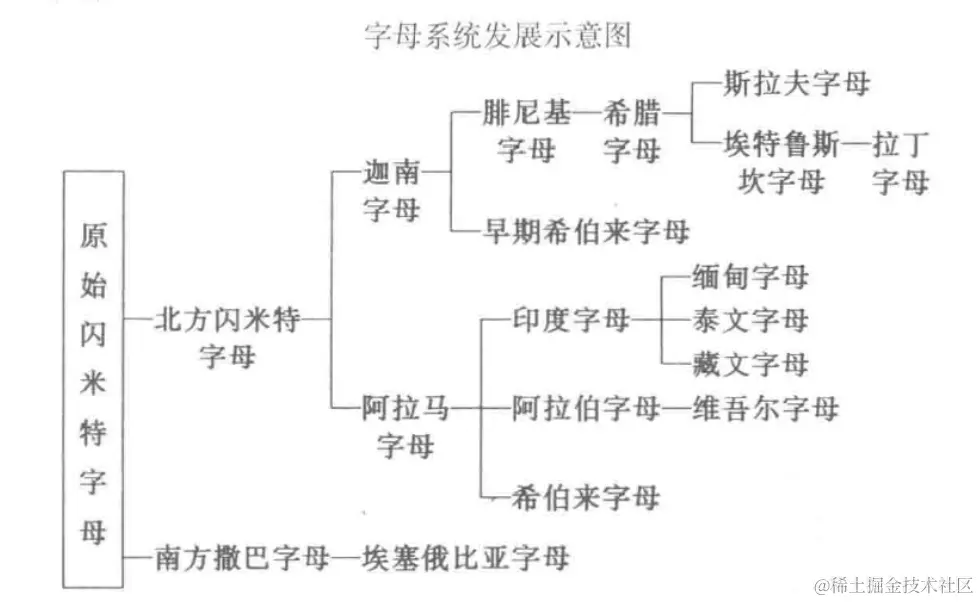 字母系统发展示意图
斯拉夫字母
腓尼基 希腊
字母 字母
埃特鲁斯 拉丁
坎字母 字母
迦南
字母
早期希伯来字母
原始闪米特字母
缅甸字母
北方闪米特
字母
印度字母
泰文字母
藏文字母
阿拉马
字母
阿拉伯字母
维吾尔字母
希伯来字母
南方撒巴字母
埃塞俄比亚字母
@稀土掘金技术社区